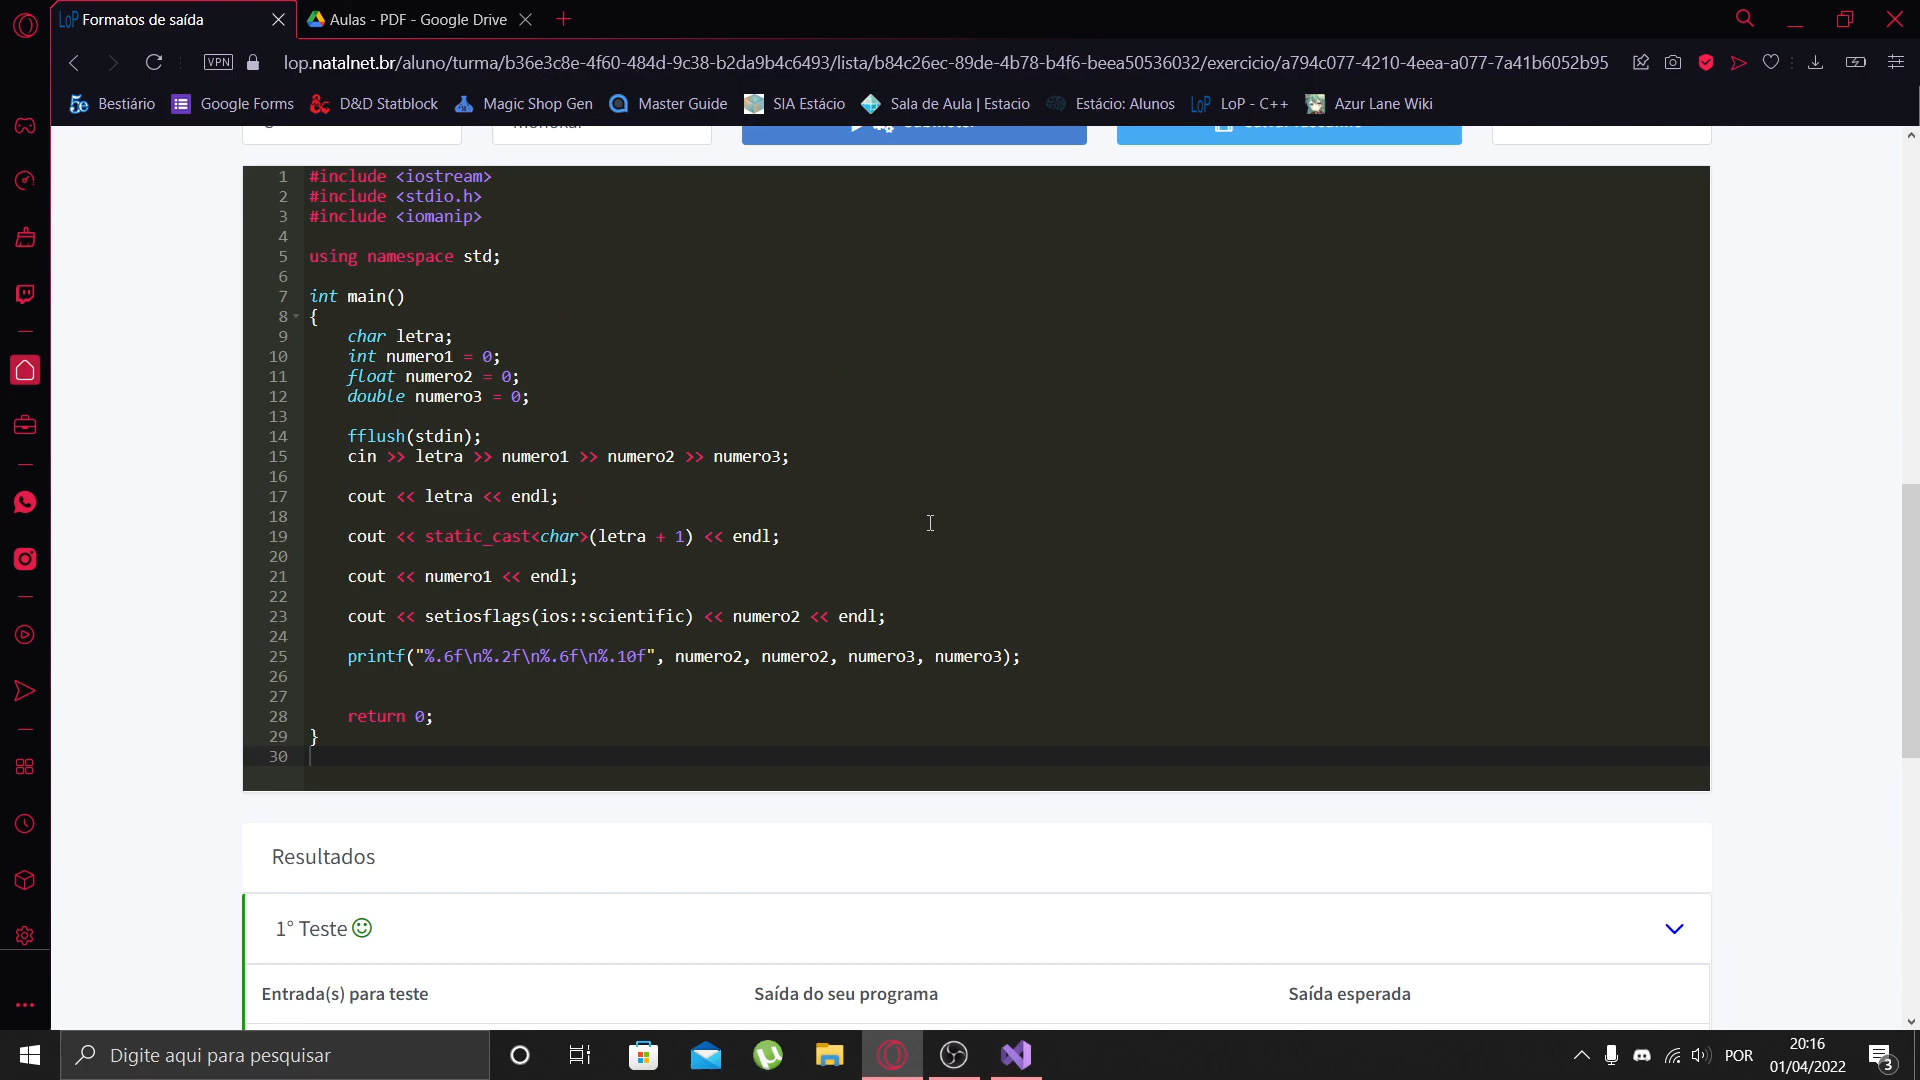 LoP Formatos de saída
Aulas - PDF - Google Drive
VPN
lop.natalnet.br/aluno/turma/b36e3c8e-4f60-484d-9c38-b2da9b4c6493/lista/b84c26ec-89de-4b78-b4f6-beea50536032/exercicio/a794c077-4210-4eea-a077-7a41b6052b95
5e Bestiário
Google Forms
D&D Statblock
Magic Shop Gen
Master Guide
SIA Estácio
Sala de Aula | Estacio
Estácio: Alunos
LoP LoP - C++
Azur Lane Wiki
1 #include <iostream>
2 #include <stdio.h>
3 #include <iomanip>
4
5 using namespace std;
6
7 int main()
8 {
9 char letra;
10 int numero1 = 0;
11 float numero2 = 0;
12 double numero3 = 0;
13
14 fflush(stdin);
15 cin >> letra >> numero1 >> numero2 >> numero3;
16
17 cout << letra << endl;
18
19 cout << static_cast<char>(letra + 1) << endl;
20
21 cout << numero1 << endl;
22
23 cout << setiosflags(ios::scientific) << numero2 << endl;
24
25 printf("%.6f\n%.2f\n%.6f\n%.10f", numero2, numero2, numero3, numero3);
26
27
28 return 0;
29 }
30
Resultados
1° Teste
Entrada(s) para teste
Saída do seu programa
Saída esperada
Digite aqui para pesquisar
POR
20:16
01/04/2022
3